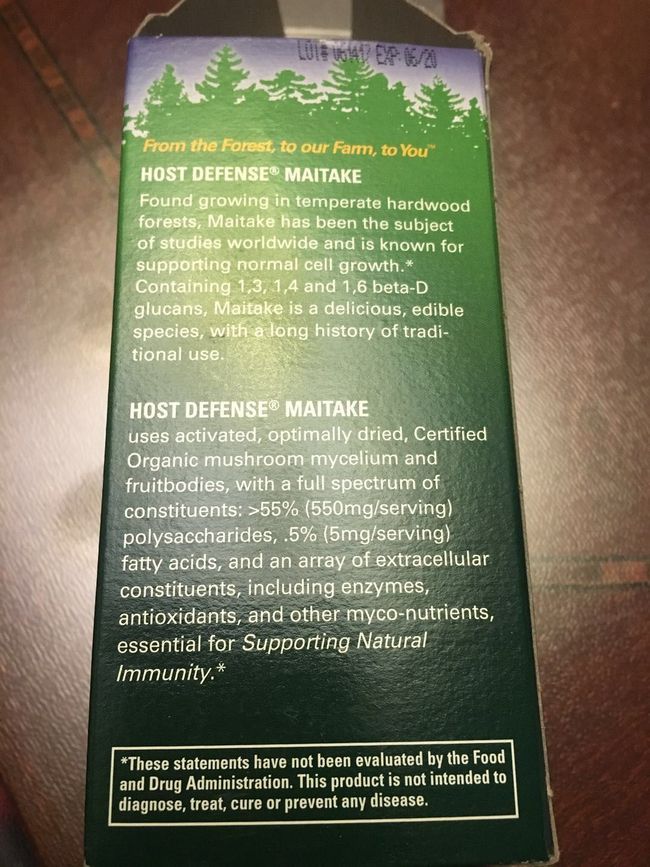 LOT# 061417 EXP: 06/20
From the Forest, to our Farm, to You™
HOST DEFENSE® MAITAKE
Found growing in temperate hardwood
forests, Maitake has been the subject
of studies worldwide and is known for
supporting normal cell growth.*
Containing 1,3, 1,4 and 1,6 beta-D
glucans, Maitake is a delicious, edible
species, with a long history of tradi-
tional use.
HOST DEFENSE® MAITAKE
uses activated, optimally dried, Certified
Organic mushroom mycelium and
fruitbodies, with a full spectrum of
constituents: >55% (550mg/serving)
polysaccharides, .5% (5mg/serving)
fatty acids, and an array of extracellular
constituents, including enzymes,
antioxidants, and other myco-nutrients,
essential for Supporting Natural
Immunity.*
*These statements have not been evaluated by the Food
and Drug Administration. This product is not intended to
diagnose, treat, cure or prevent any disease.